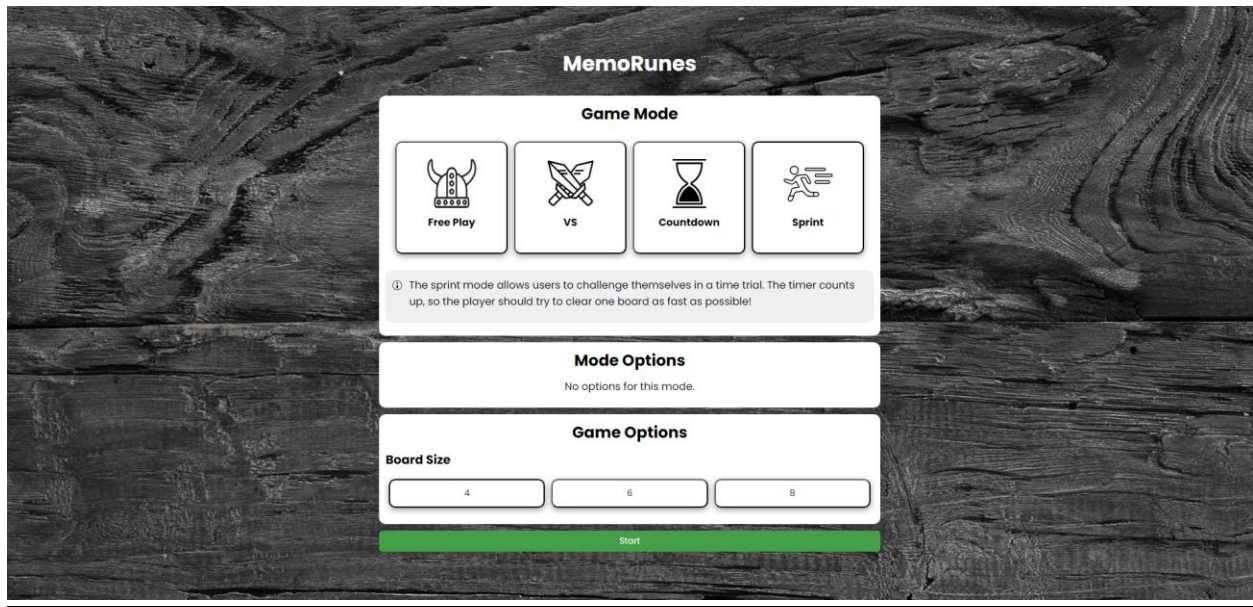 MemoRunes
Game Mode
Free Play
VS
Countdown
Sprint
The sprint mode allows users to challenge themselves in a time trial. The timer counts
up, so the player should try to clear one board as fast as possible!
Mode Options
No options for this mode.
Game Options
Board Size
4
6
8
Start